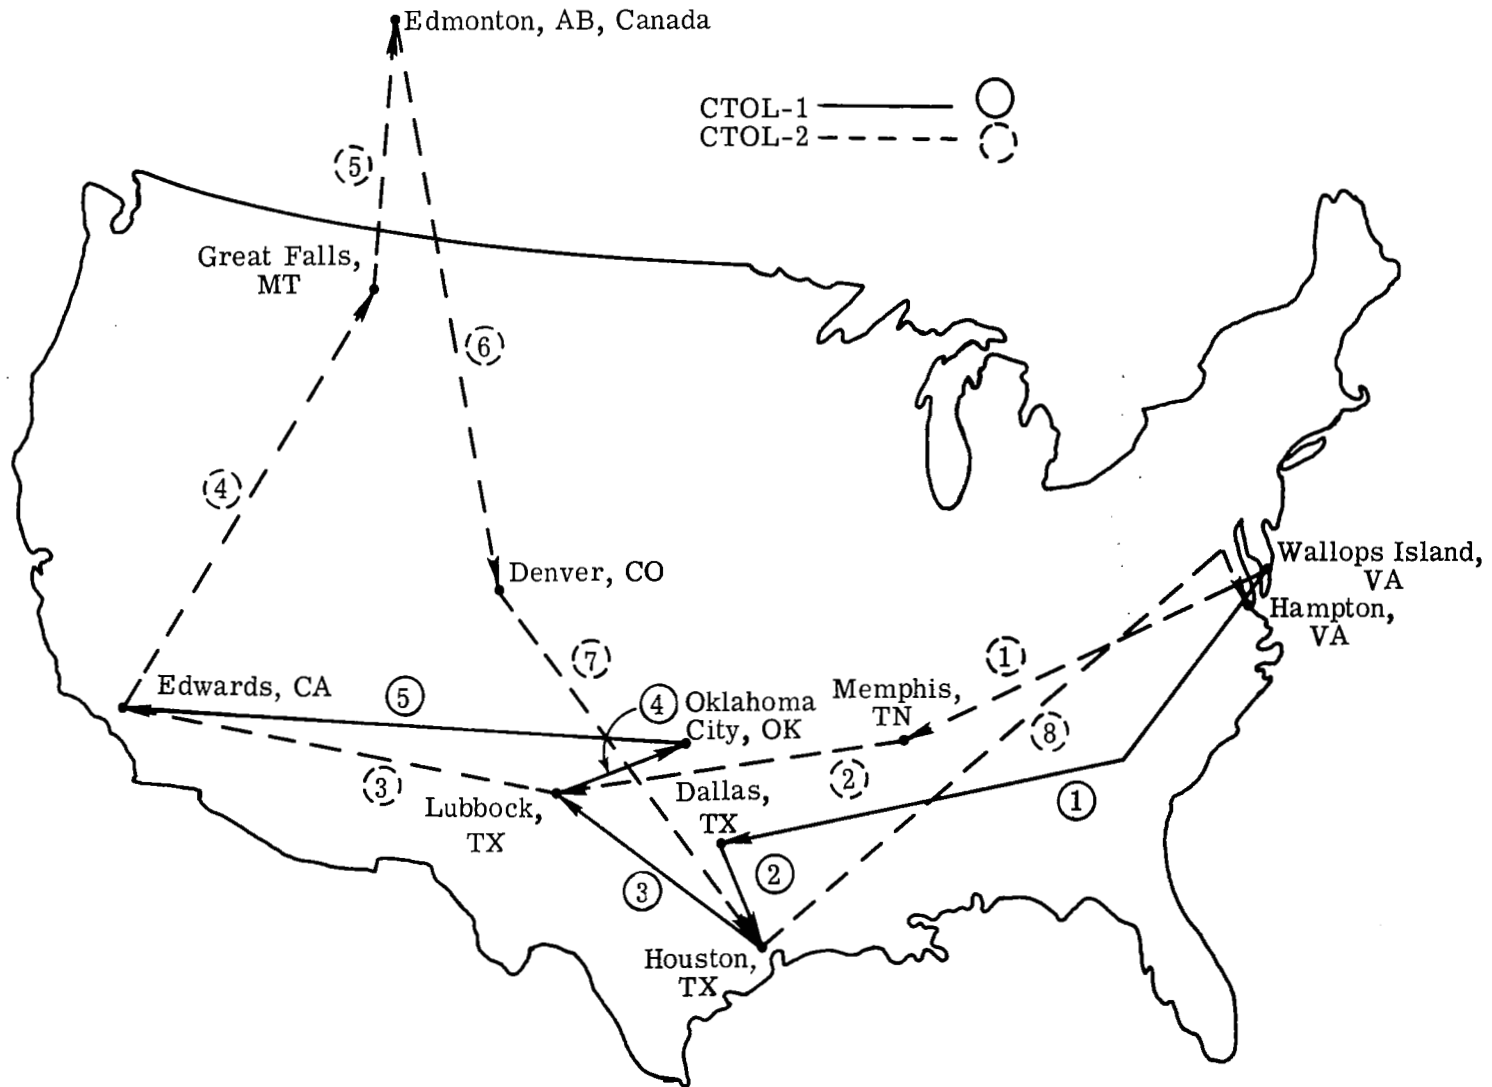 Edmonton, AB, Canada
CTOL-1
CTOL-2
5
Great Falls,
MT
6
4
Wallops Island,
VA
Denver, CO
Hampton,
VA
7
1
Edwards, CA
5
4
Oklahoma
City, OK
Memphis,
TN
8
3
2
Lubbock,
TX
Dallas,
TX
1
2
3
Houston,
TX